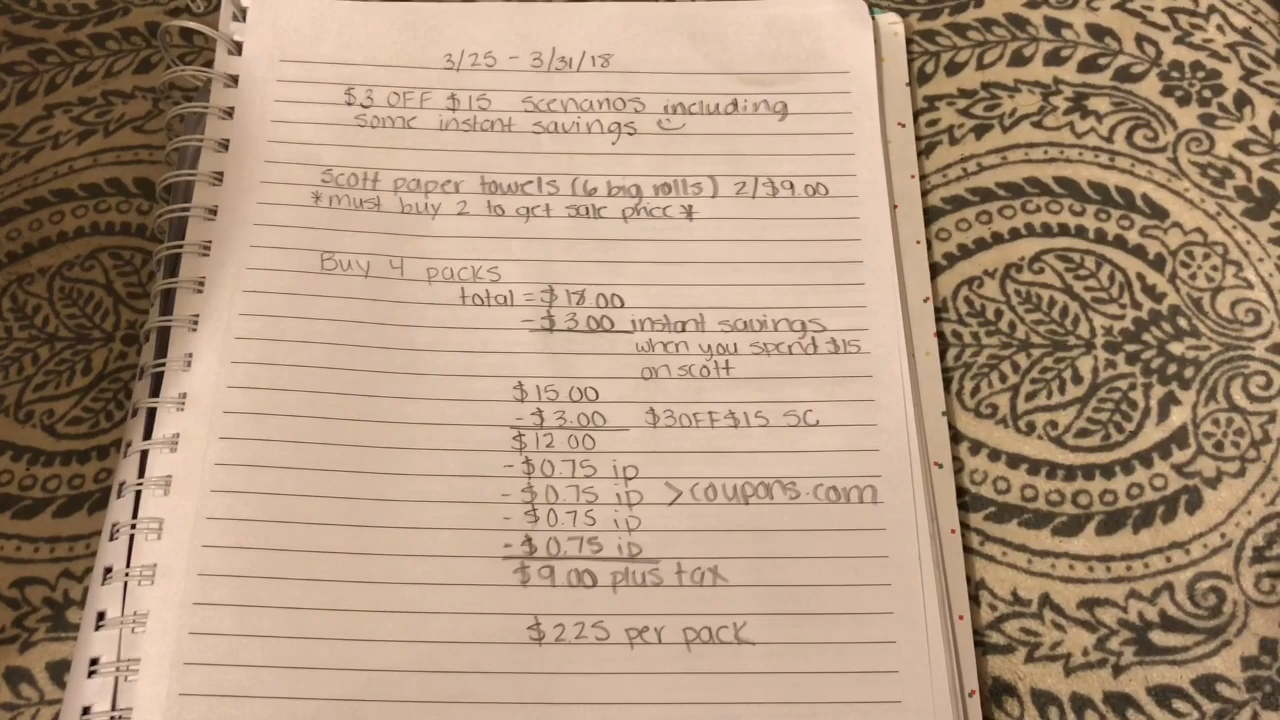 3/25 - 3/31/18
$3 OFF $15 scenarios including
some instant savings
Scott paper towels (6 big rolls) 2/$9.00
*must buy 2 to get sale price*
Buy 4 packs
total = $18.00
- $3.00 instant savings
when you spend $15
on scott
$15.00
- $3.00 $3OFF$15 SC
$12.00
- $0.75 ip
- $0.75 ip >coupons.com
- $0.75 ip
- $0.75 ip
$9.00 plus tax
$2.25 per pack